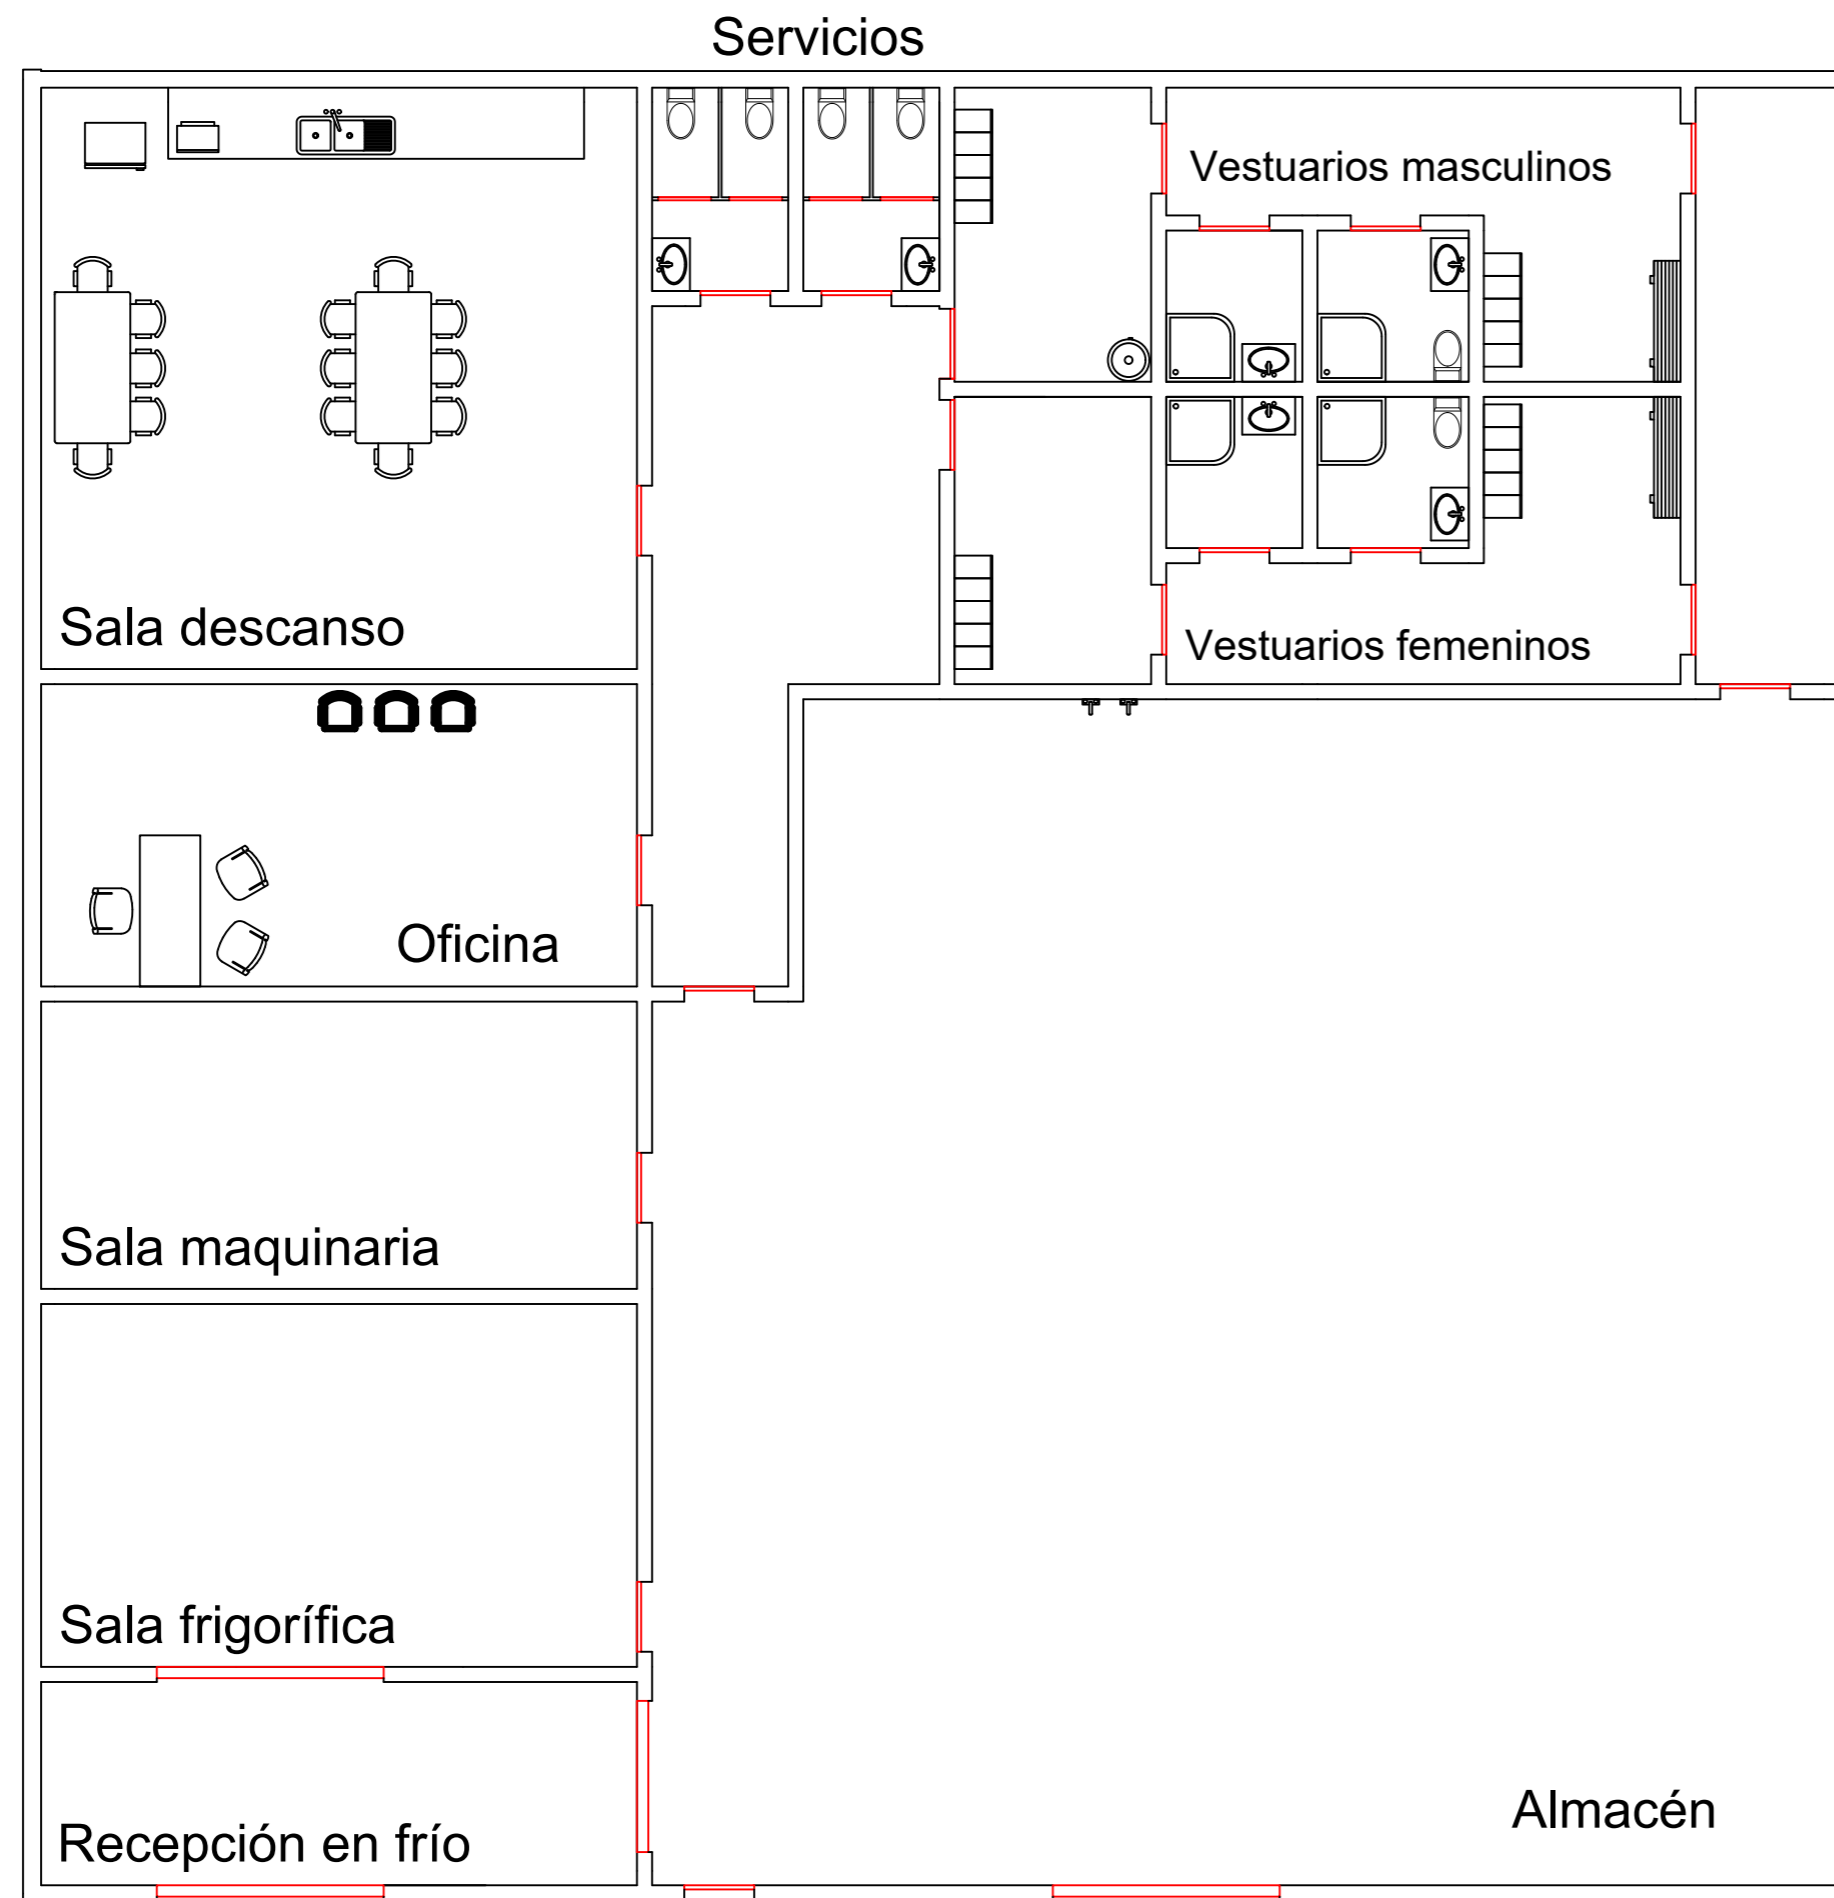 Servicios
Vestuarios masculinos
Sala descanso
Vestuarios femeninos
Oficina
Sala maquinaria
Sala frigorífica
Almacén
Recepción en frío